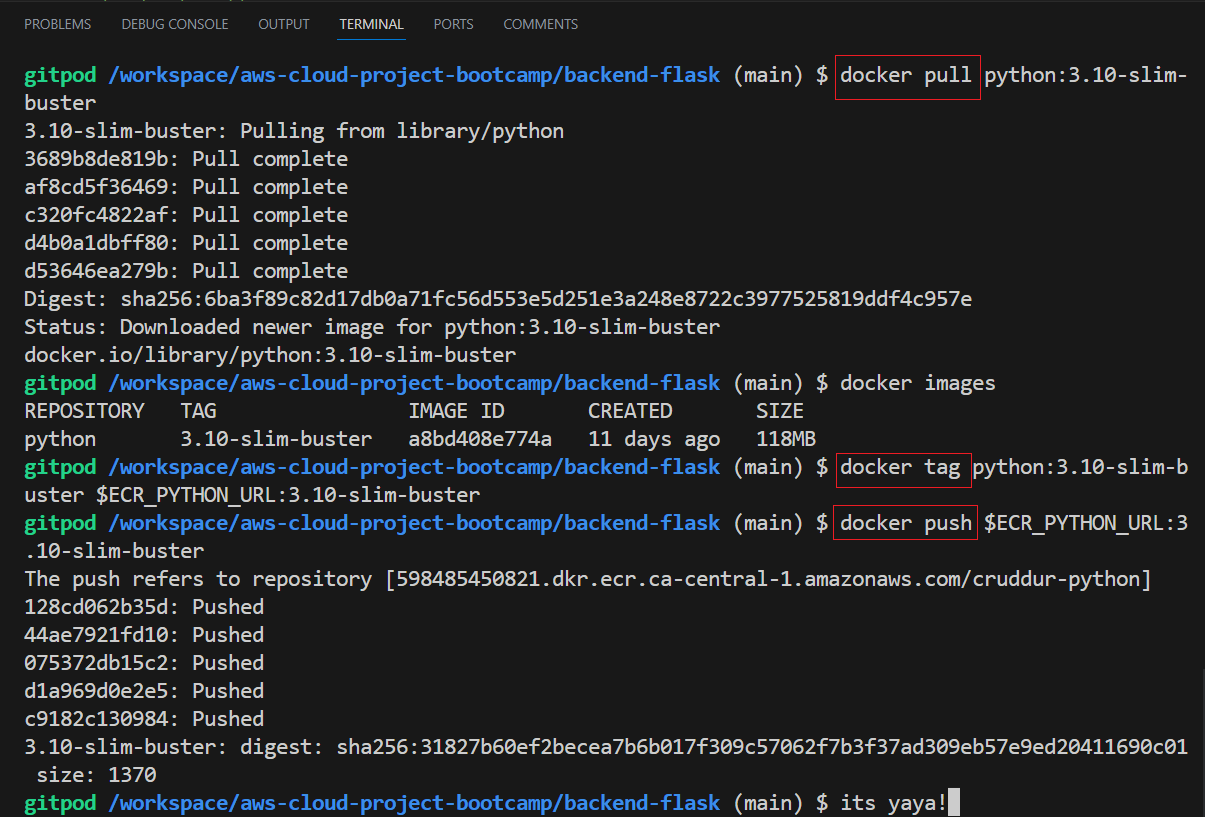 PROBLEMS DEBUG CONSOLE OUTPUT TERMINAL PORTS COMMENTS
gitpod /workspace/aws-cloud-project-bootcamp/backend-flask (main) $ docker pull python:3.10-slim-
buster
3.10-slim-buster: Pulling from library/python
3689b8de819b: Pull complete
af8cd5f36469: Pull complete
c320fc4822af: Pull complete
d4b0a1dbff80: Pull complete
d53646ea279b: Pull complete
Digest: sha256:6ba3f89c82d17db0a71fc56d553e5d251e3a248e8722c3977525819ddf4c957e
Status: Downloaded newer image for python:3.10-slim-buster
docker.io/library/python:3.10-slim-buster
gitpod /workspace/aws-cloud-project-bootcamp/backend-flask (main) $ docker images
REPOSITORY TAG IMAGE ID CREATED SIZE
python 3.10-slim-buster a8bd408e774a 11 days ago 118MB
gitpod /workspace/aws-cloud-project-bootcamp/backend-flask (main) $ docker tag python:3.10-slim-b
uster $ECR_PYTHON_URL:3.10-slim-buster
gitpod /workspace/aws-cloud-project-bootcamp/backend-flask (main) $ docker push $ECR_PYTHON_URL:3
.10-slim-buster
The push refers to repository [598485450821.dkr.ecr.ca-central-1.amazonaws.com/cruddur-python]
128cd062b35d: Pushed
44ae7921fd10: Pushed
075372db15c2: Pushed
d1a969d0e2e5: Pushed
c9182c130984: Pushed
3.10-slim-buster: digest: sha256:31827b60ef2becea7b6b017f309c57062f7b3f37ad309eb57e9ed20411690c01
size: 1370
gitpod /workspace/aws-cloud-project-bootcamp/backend-flask (main) $ its yaya!